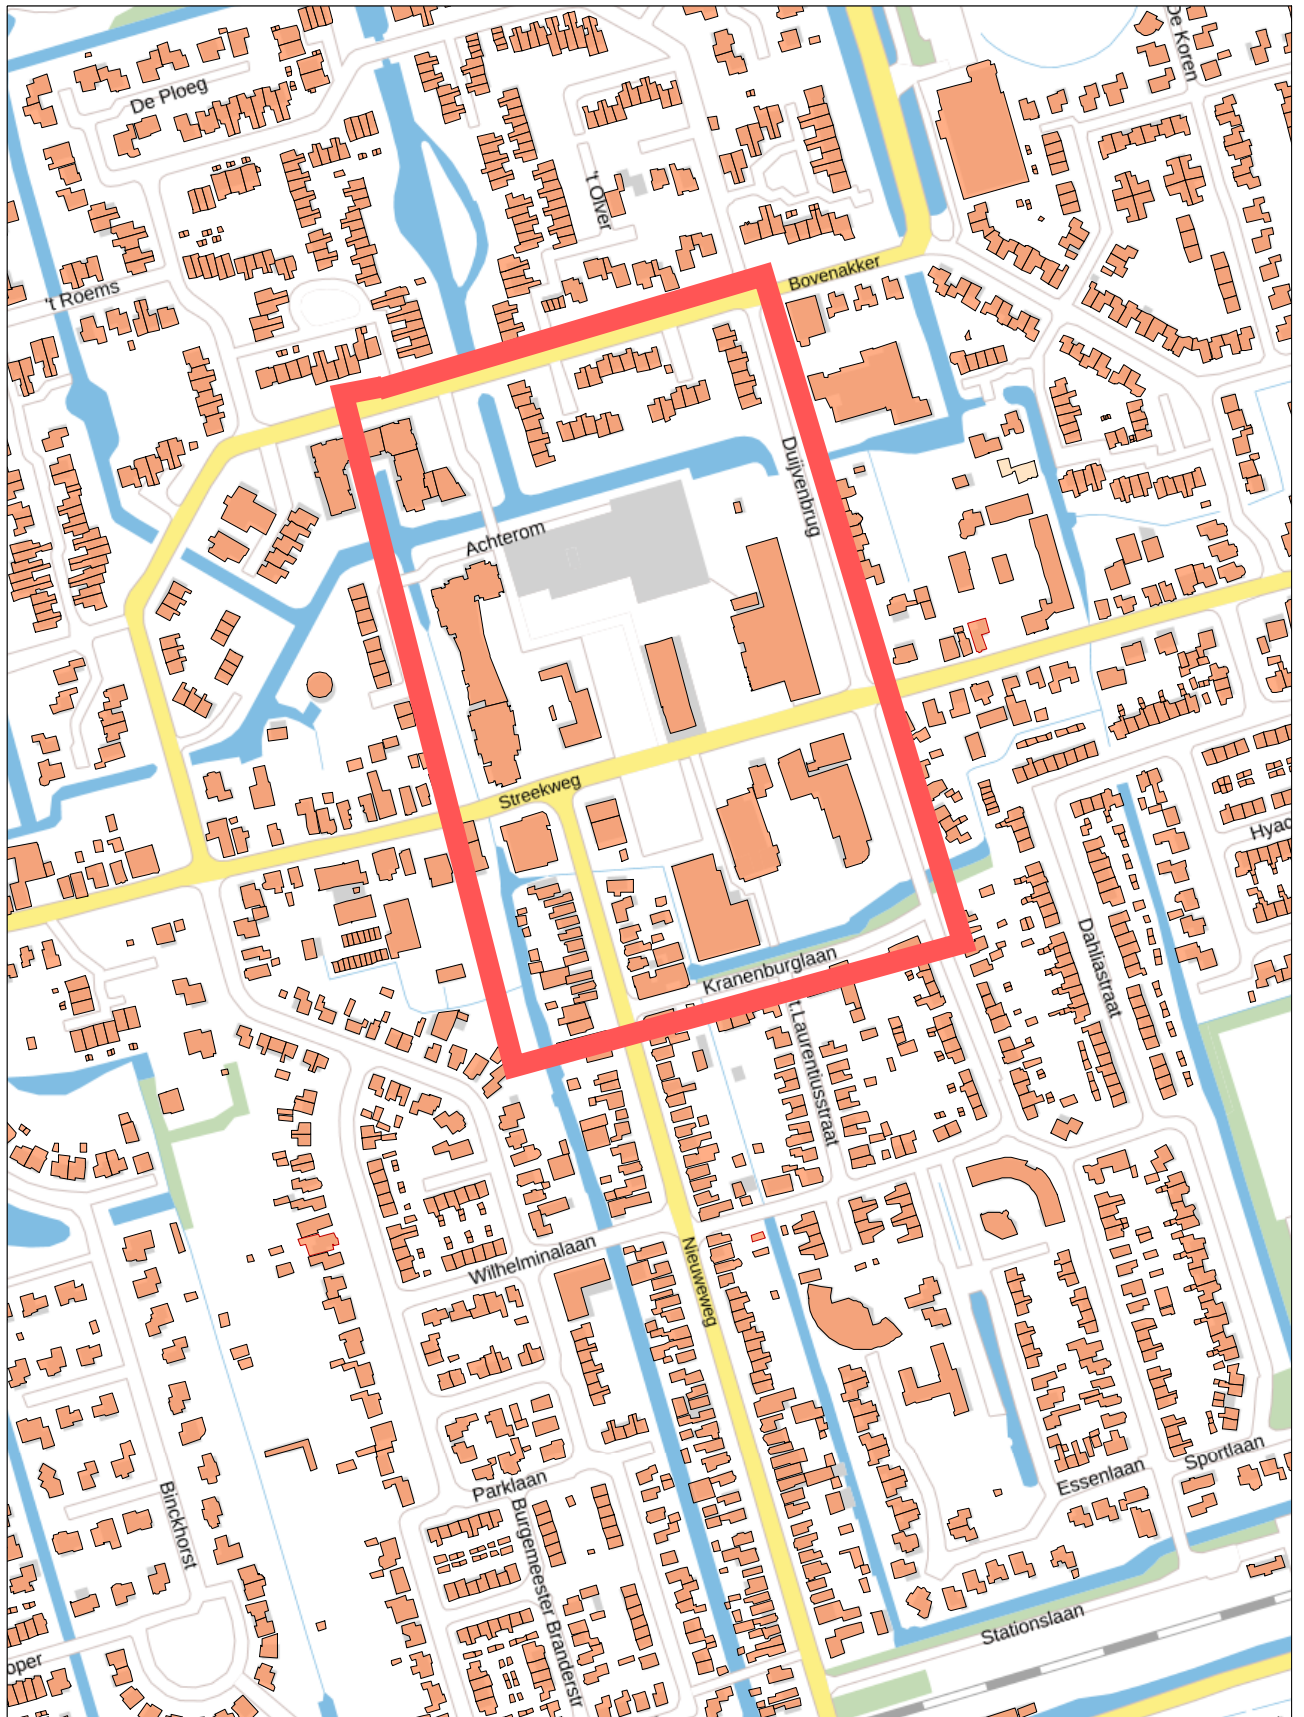 De Koren
De Ploeg
't Olver
Bovenakker
't Roems
Duijvenbrug
Achterom
Streekweg
Hyac
Dahliastraat
Kranenburglaan
t.Laurentiusstraat
Wilhelminalaan
Nieuweweg
Sportlaan
Essenlaan
Parklaan
Binckhorst
Burgemeester Branderstr
Stationslaan
oper